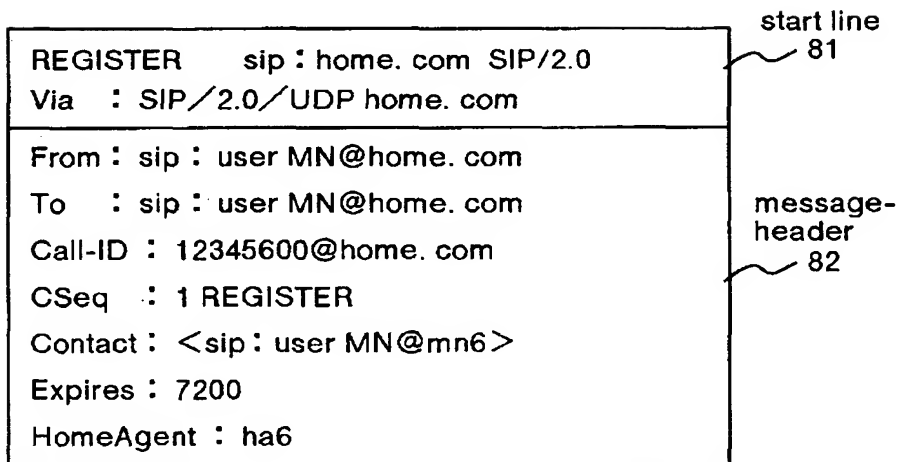 start line
81
REGISTER sip : home. com SIP/2.0
Via : SIP/2.0/UDP home. com
From : sip : user MN@home. com
To : sip : user MN@home. com
message-
header
82
Call-ID : 12345600@home. com
CSeq : 1 REGISTER
Contact : <sip : user MN@mn6>
Expires : 7200
HomeAgent : ha6